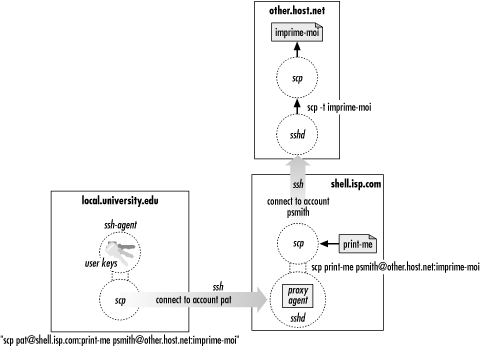 other.host.net
imprime-moi
scp
scp -t imprime-moi
sshd
ssh
shell.isp.com
connect to account
psmith
scp
print-me
scp print-me psmith@other.host.net:imprime-moi
proxy
agent
sshd
local.university.edu
ssh-agent
user keys
scp
ssh
connect to account pat
"scp pat@shell.isp.com:print-me psmith@other.host.net:imprime-moi"